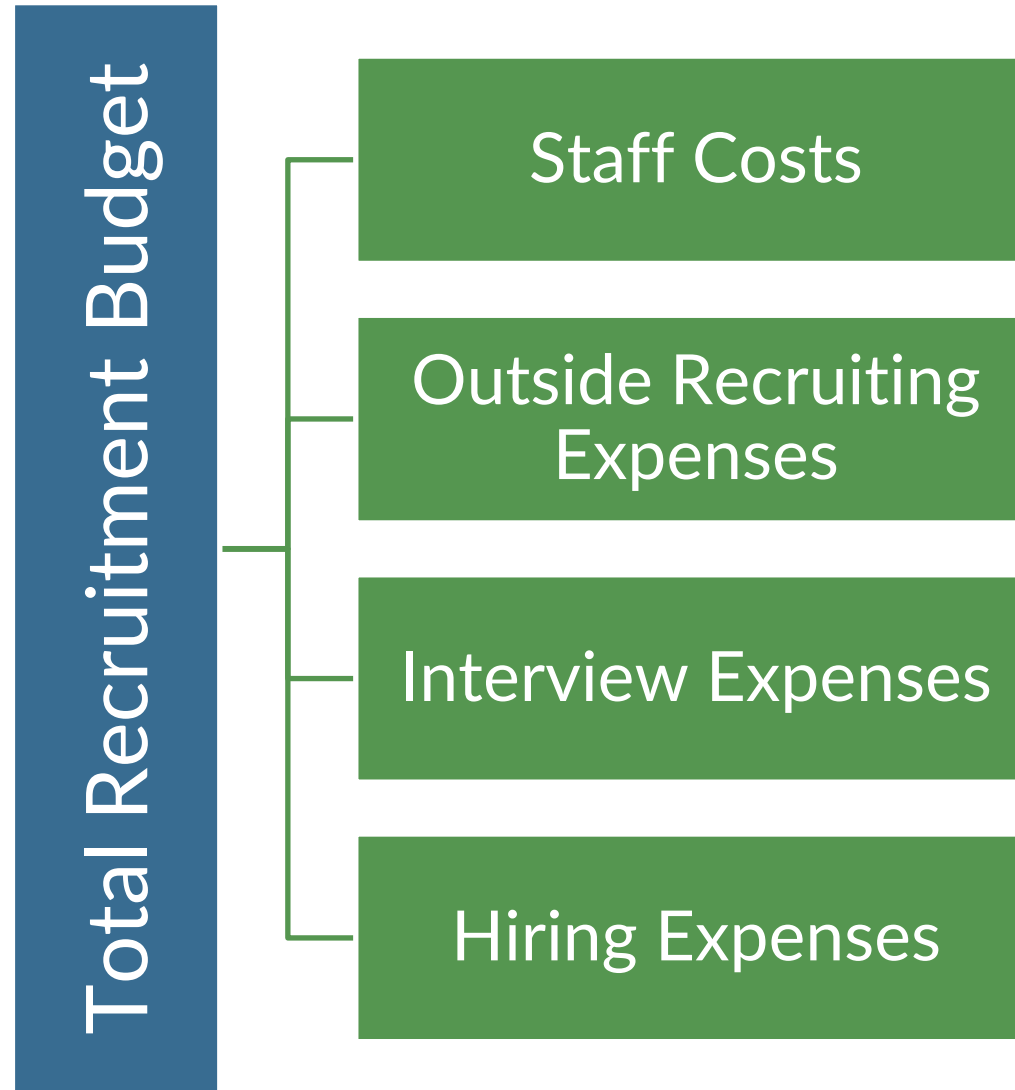 Total Recruitment Budget
Staff Costs
Outside Recruiting
Expenses
Interview Expenses
Hiring Expenses